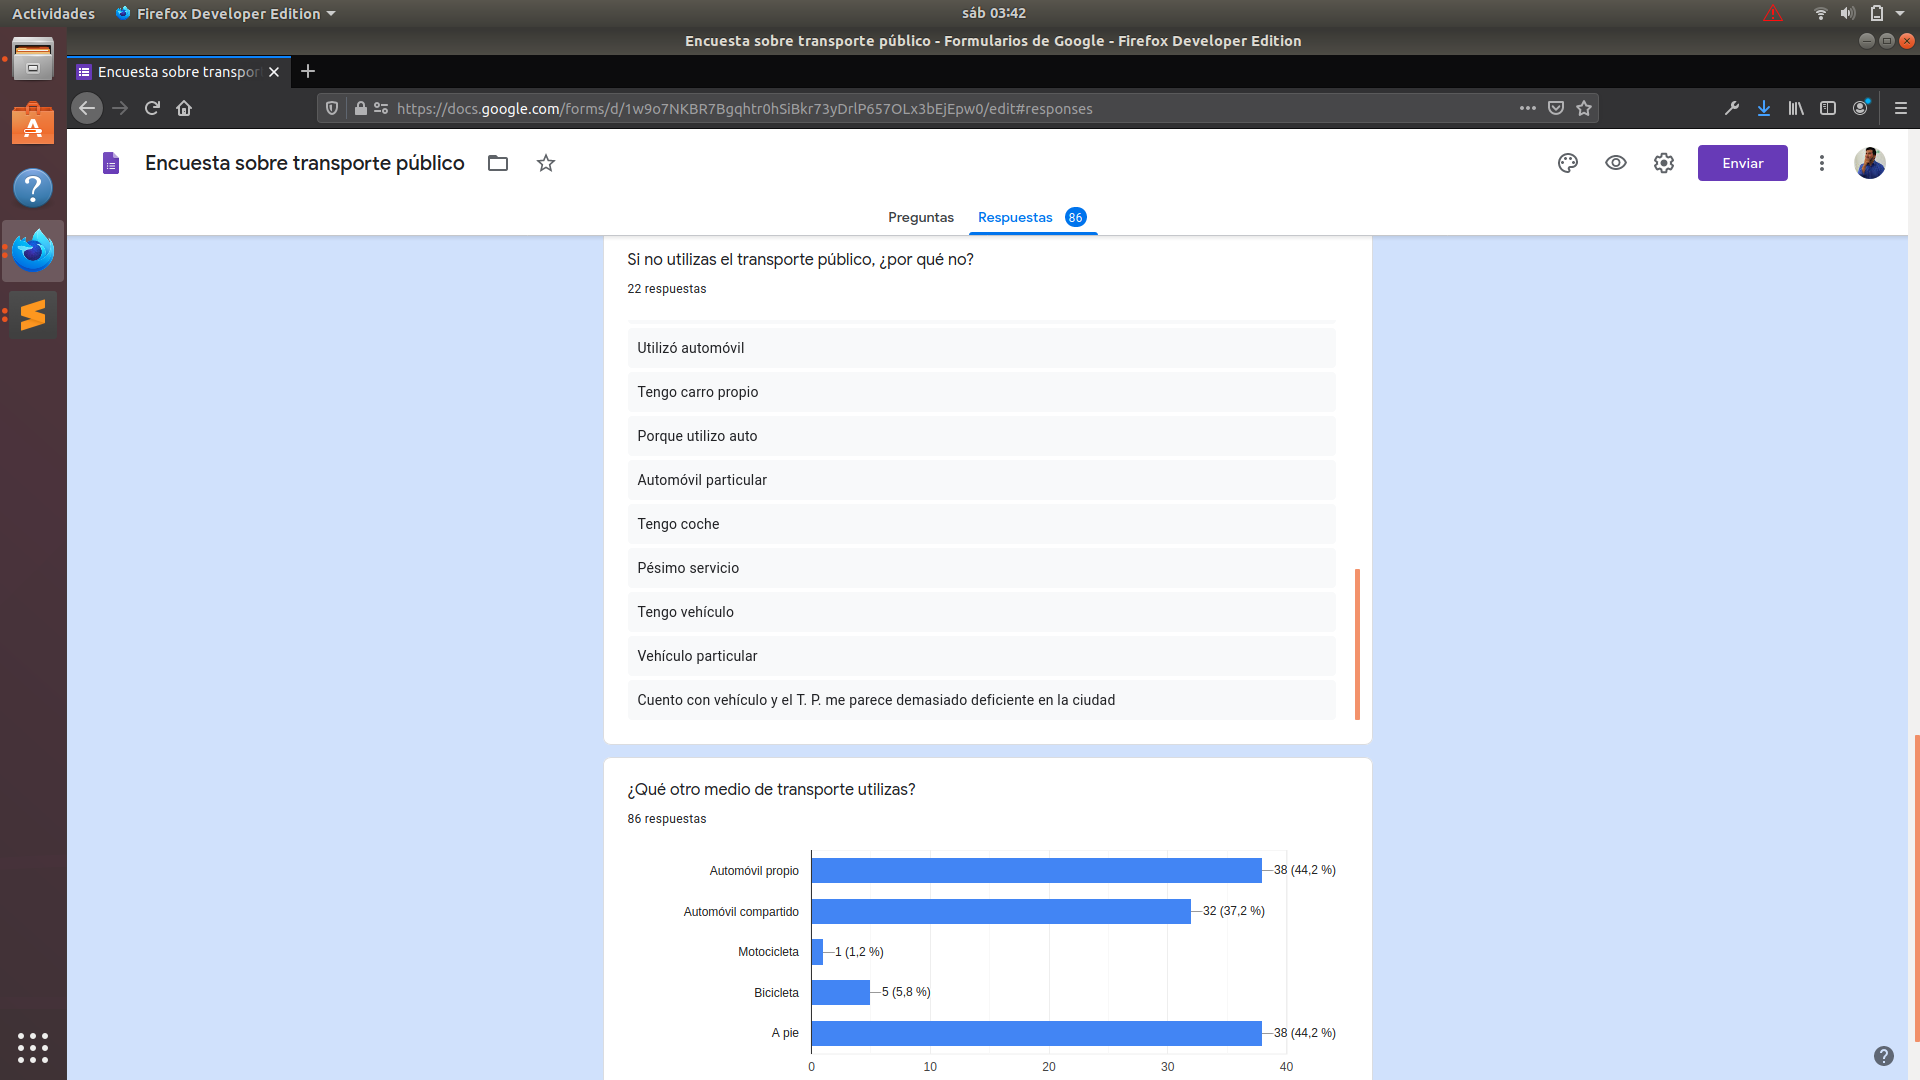 Actividades
Firefox Developer Edition
sáb 03:42
Encuesta sobre transporte público - Formularios de Google - Firefox Developer Edition
Encuesta sobre transpor
https://docs.google.com/forms/d/1w9o7NKBR7Bgqhtr0hSiBkr73yDrlP657OLx3bEjEpw0/edit#responses
Encuesta sobre transporte público
Enviar
Preguntas
Respuestas 86
Si no utilizas el transporte público, ¿por qué no?
22 respuestas
Utilizó automóvil
Tengo carro propio
Porque utilizo auto
Automóvil particular
Tengo coche
Pésimo servicio
Tengo vehículo
Vehículo particular
Cuento con vehículo y el T. P. me parece demasiado deficiente en la ciudad
¿Qué otro medio de transporte utilizas?
86 respuestas
Automóvil propio 38 (44,2 %)
Automóvil compartido 32 (37,2 %)
Motocicleta 1 (1,2 %)
Bicicleta 5 (5,8 %)
A pie 38 (44,2 %)
0 10 20 30 40